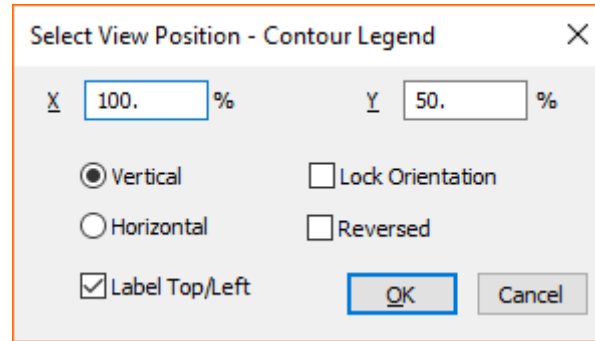 Select View Position - Contour Legend
X 100. % Y 50. %
Vertical Lock Orientation
Horizontal Reversed
Label Top/Left OK Cancel